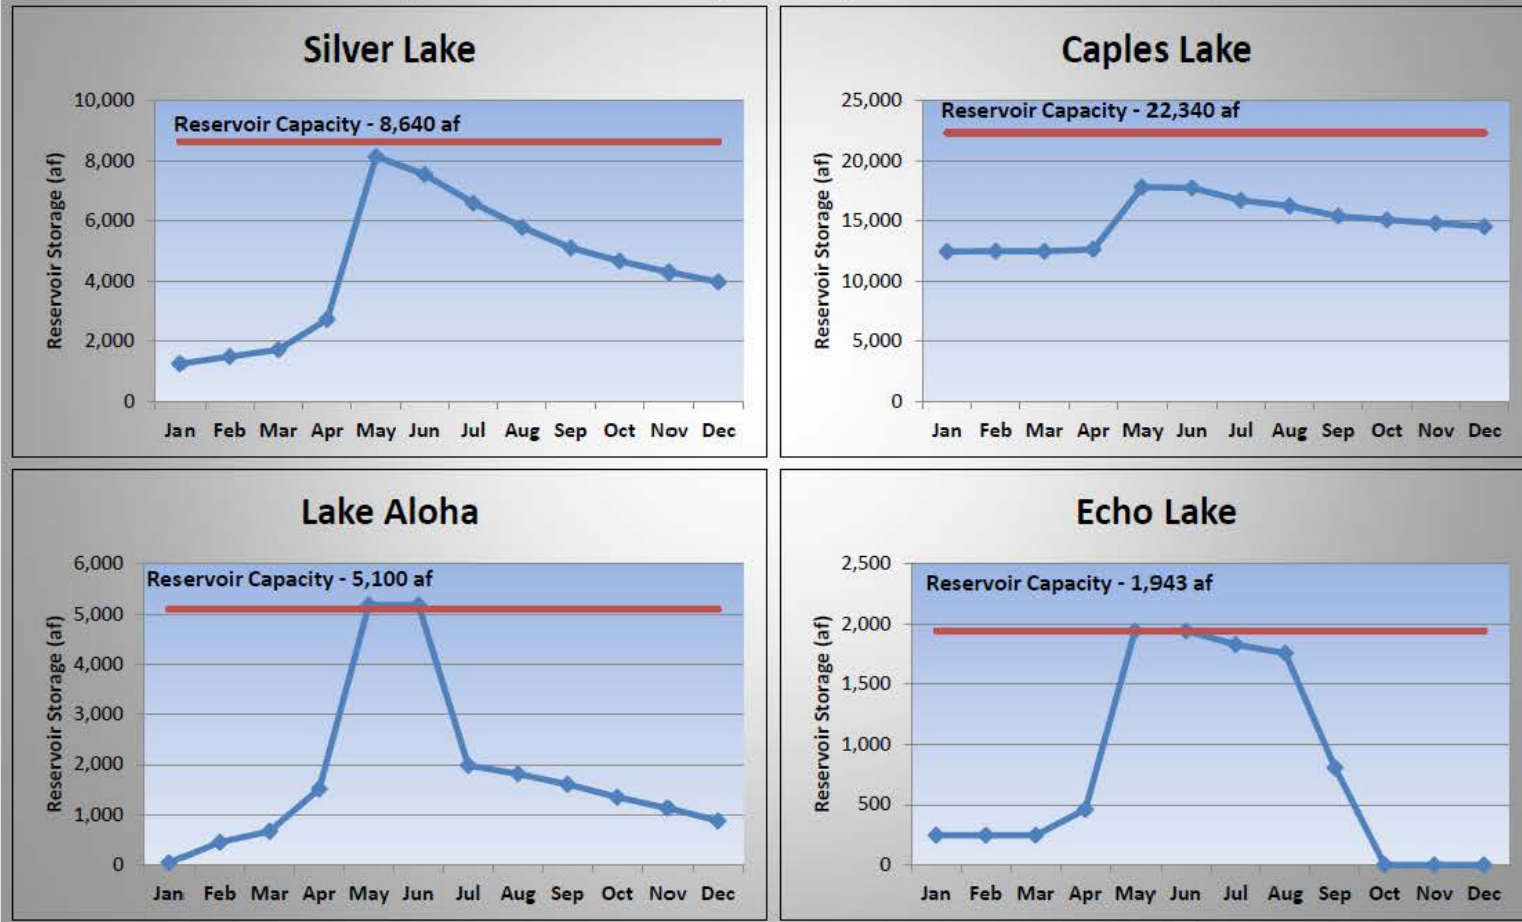 Silver Lake
10,000
8,000
6,000
4,000
2,000
0
Reservoir Storage (af)
Reservoir Capacity - 8,640 af
Jan Feb Mar Apr May Jun Jul Aug Sep Oct Nov Dec
Caples Lake
25,000
20,000
15,000
10,000
5,000
0
Reservoir Storage (af)
Reservoir Capacity - 22,340 af
Jan Feb Mar Apr May Jun Jul Aug Sep Oct Nov Dec
Lake Aloha
6,000
5,000
4,000
3,000
2,000
1,000
0
Reservoir Storage (af)
Reservoir Capacity - 5,100 af
Jan Feb Mar Apr May Jun Jul Aug Sep Oct Nov Dec
Echo Lake
2,500
2,000
1,500
1,000
500
0
Reservoir Storage (af)
Reservoir Capacity - 1,943 af
Jan Feb Mar Apr May Jun Jul Aug Sep Oct Nov Dec